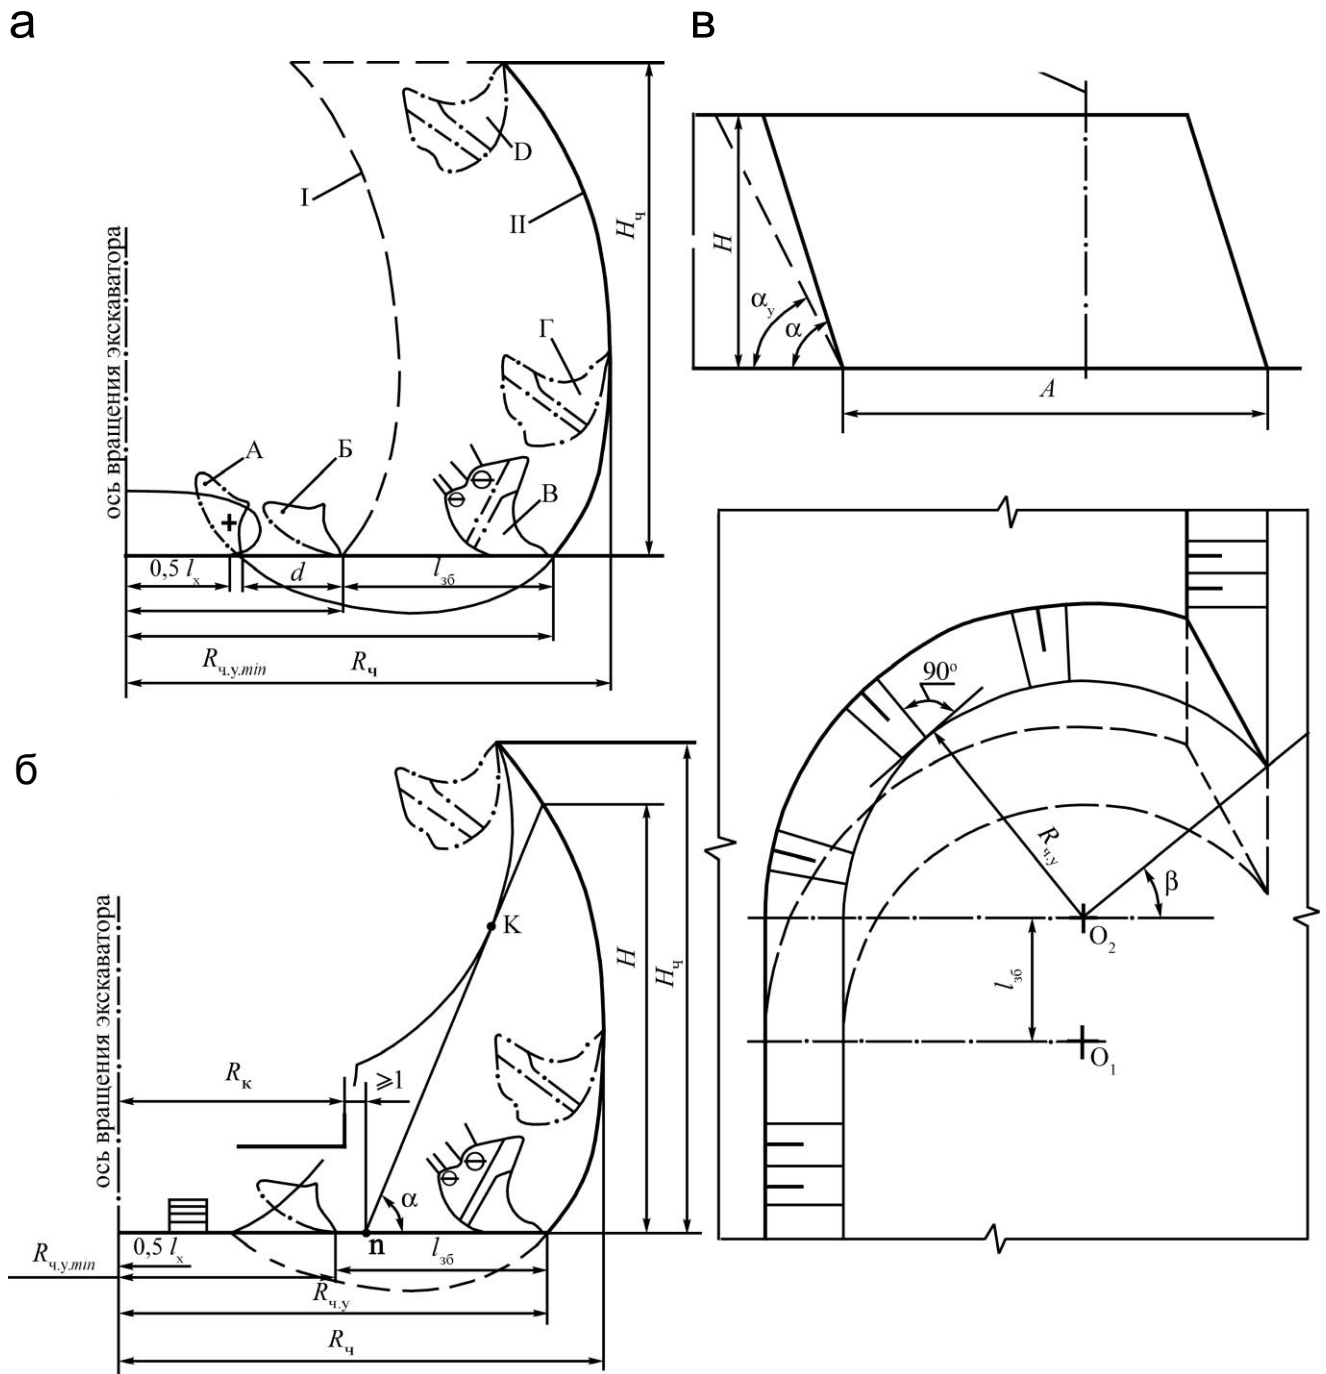 а
ось вращения экскаватора
I
II
D
Г
А
Б
В
Hч
0,5 lх
d
lзб
Rч.у.min
Rч
б
ось вращения экскаватора
K
H
Hч
Rк
⩾1
α
n
0,5 lх
lзб
Rч.у.min
Rч.у
Rч
в
H
αу
α
A
90°
Rч.у
β
O2
lзб
O1